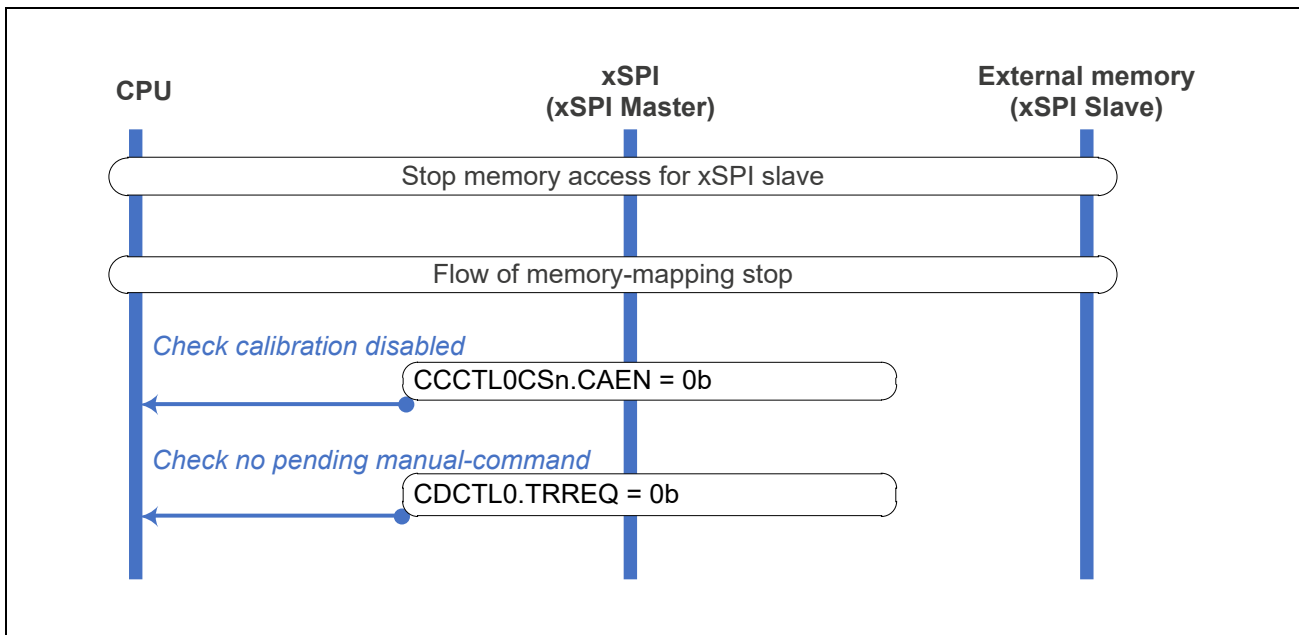 CPU
xSPI
(xSPI Master)
External memory
(xSPI Slave)
Stop memory access for xSPI slave
Flow of memory-mapping stop
Check calibration disabled
CCCTL0CSn.CAEN = 0b
Check no pending manual-command
CDCTL0.TRREQ = 0b